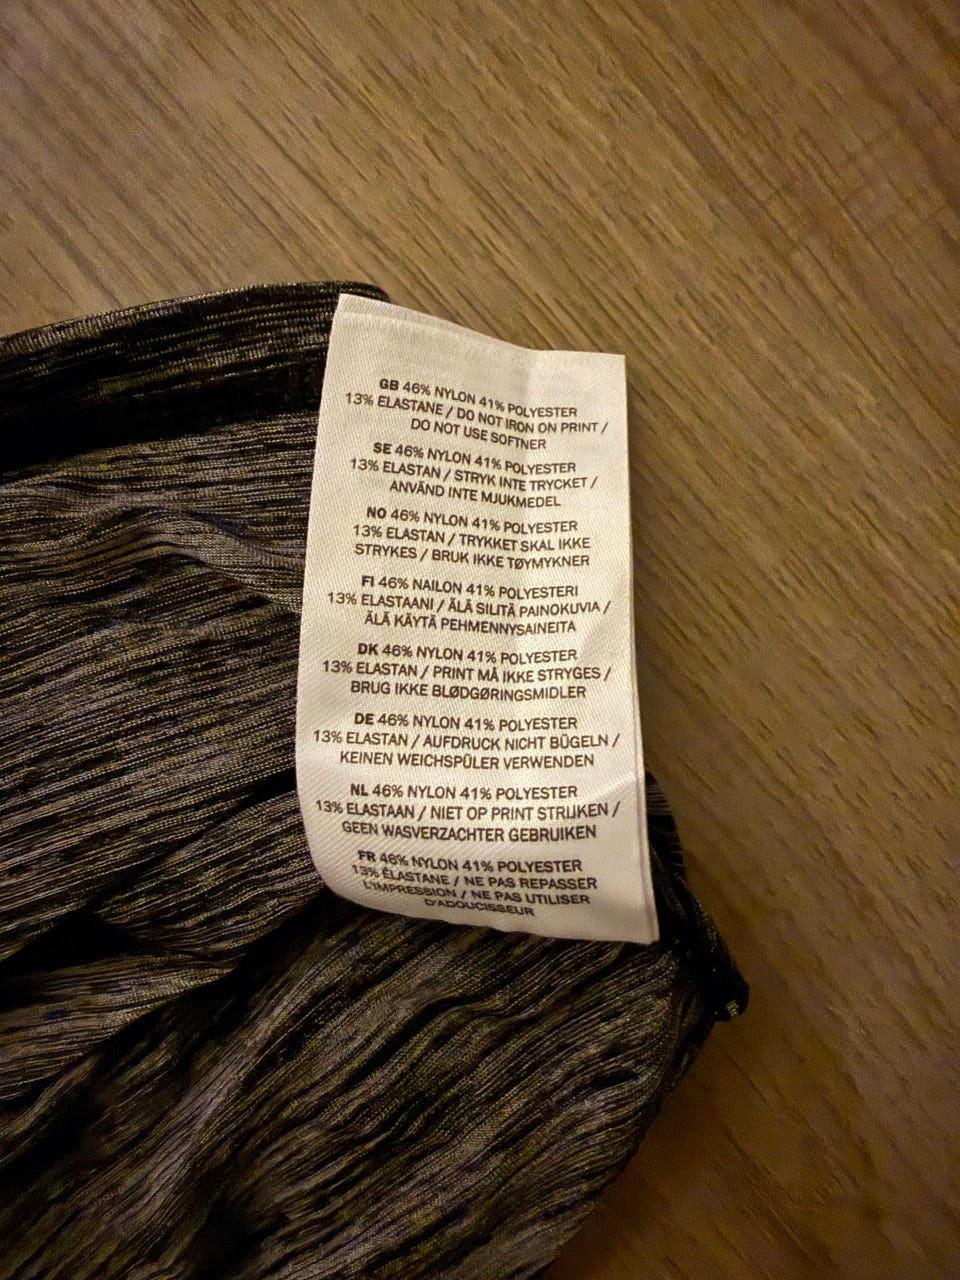 GB 46% NYLON 41% POLYESTER
13% ELASTANE / DO NOT IRON ON PRINT /
DO NOT USE SOFTNER
SE 46% NYLON 41% POLYESTER
13% ELASTAN / STRYK INTE TRYCKET /
ANVÄND INTE MJUKMEDEL
NO 46% NYLON 41% POLYESTER
13% ELASTAN / TRYKKET SKAL IKKE
STRYKES / BRUK IKKE TØYMYKNER
FI 46% NAILON 41% POLYESTERI
13% ELASTAANI / ÄLÄ SILITÄ PAINOKUVIA /
ÄLÄ KÄYTÄ PEHMENNYSAINEITA
DK 46% NYLON 41% POLYESTER
13% ELASTAN / PRINT MÅ IKKE STRYGES /
BRUG IKKE BLØDGØRINGSMIDLER
DE 46% NYLON 41% POLYESTER
13% ELASTAN / AUFDRUCK NICHT BÜGELN /
KEINEN WEICHSPÜLER VERWENDEN
NL 46% NYLON 41% POLYESTER
13% ELASTAAN / NIET OP PRINT STRIJKEN /
GEEN WASVERZACHTER GEBRUIKEN
FR 46% NYLON 41% POLYESTER
13% ÉLASTANE / NE PAS REPASSER
L'IMPRESSION / NE PAS UTILISER
D'ADOUCISSEUR